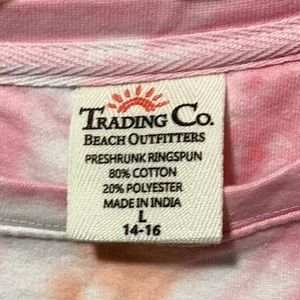 TRADING CO.
BEACH OUTFITTERS
PRESHRUNK RINGSPUN
80% COTTON
20% POLYESTER
MADE IN INDIA
L
14-16